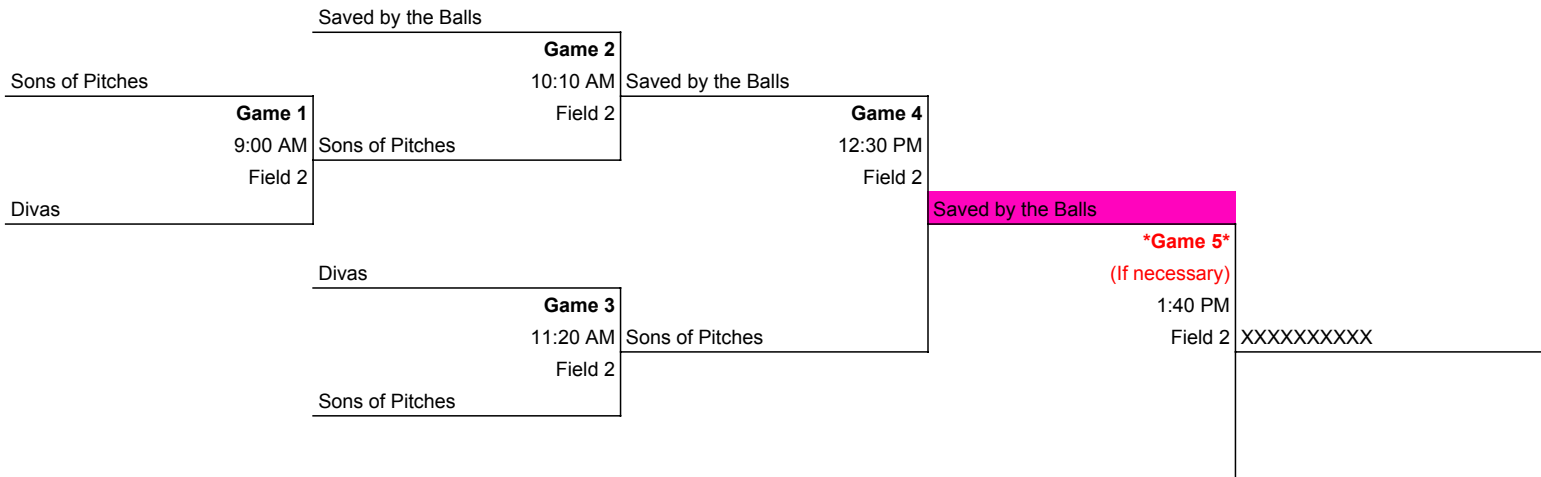 Saved by the Balls
Game 2
Sons of Pitches
10:10 AM
Saved by the Balls
Game 1
Field 2
Game 4
9:00 AM
Sons of Pitches
12:30 PM
Field 2
Field 2
Divas
Saved by the Balls
*Game 5*
Divas
(If necessary)
Game 3
1:40 PM
11:20 AM
Sons of Pitches
Field 2
XXXXXXXXXX
Field 2
Sons of Pitches